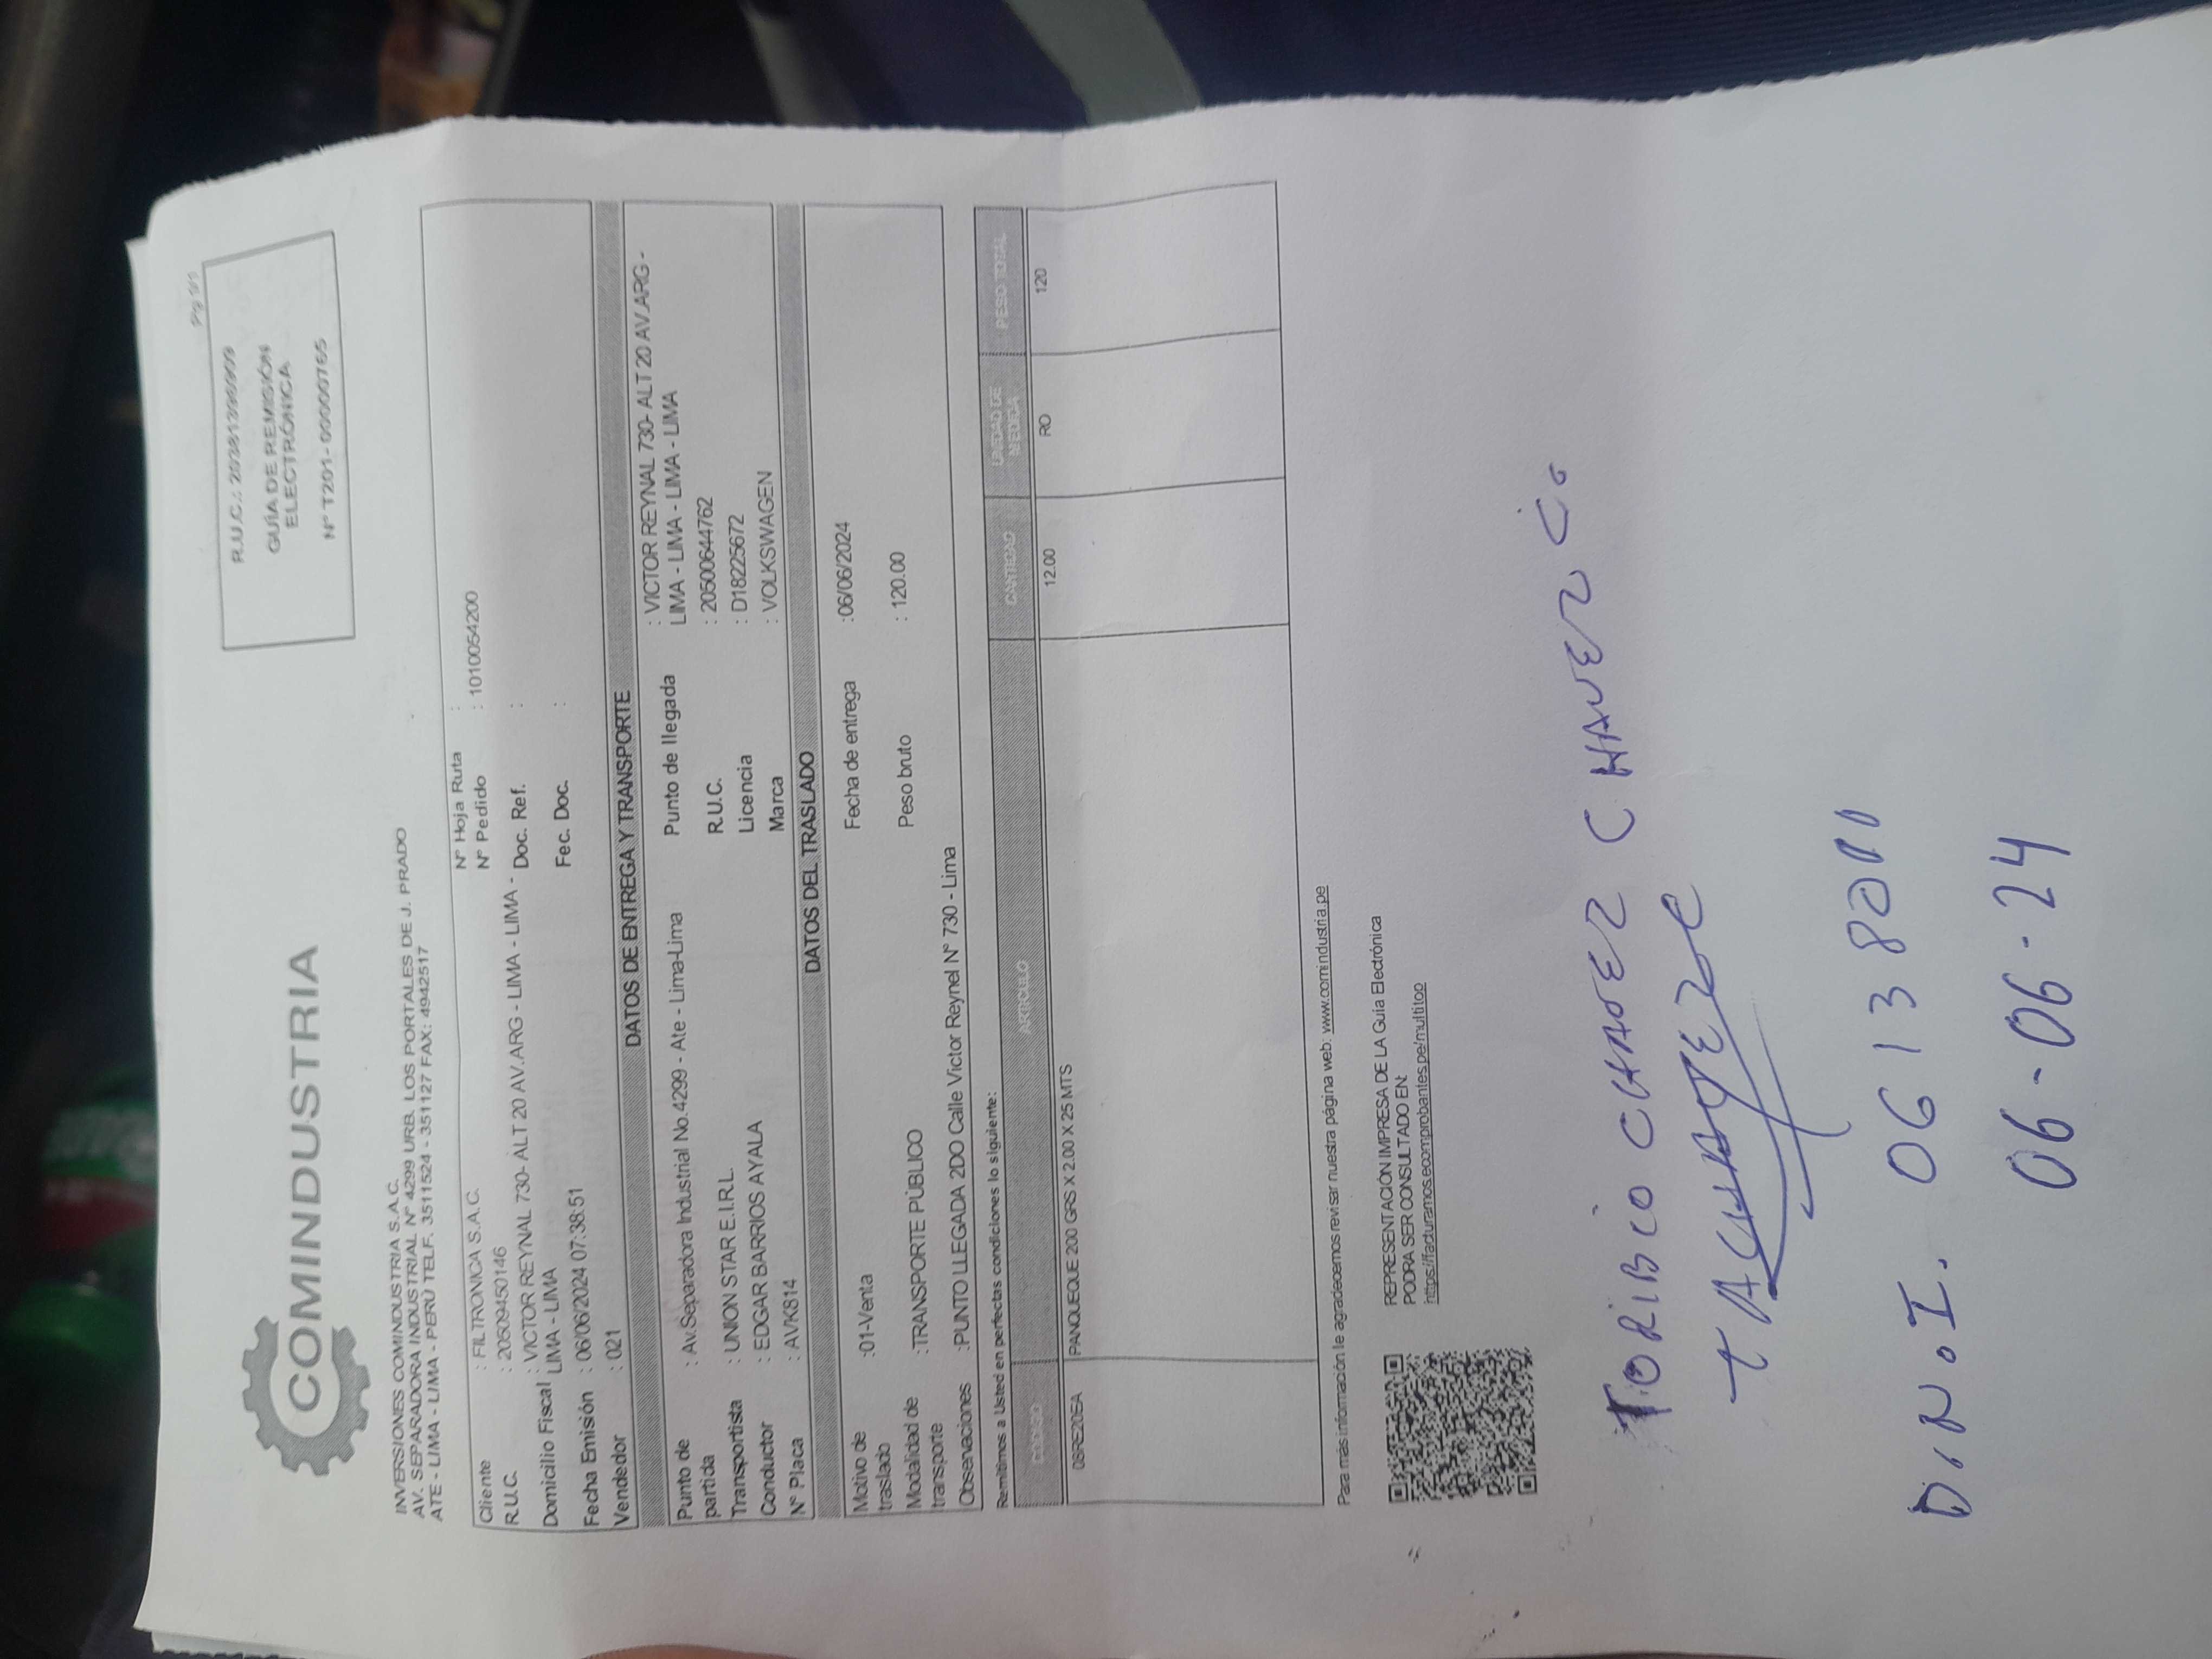 Pg 1/1
COMINDUSTRIA
GUÍA DE REMISIÓN
ELECTRÓNICA
N° T201-00000765
INVERSIONES COMINDUSTRIA S.A.C.
AV. SEPARADORA INDUSTRIAL N° 4299 URB. LOS PORTALES DE J. PRADO
ATE - LIMA - LIMA - PERÚ TELF. 3511524 - 351127 FAX: 4942517
Cliente : FILTRONICA S.A.C. N° Hoja Ruta :
R.U.C. : 20609450146 N° Pedido : 1010054200
Domicilio Fiscal : VICTOR REYNAL 730- ALT 20 AV.ARG - LIMA - LIMA - Doc. Ref. :
LIMA - LIMA
Fecha Emisión : 06/06/2024 07:38:51 Fec. Doc. :
Vendedor : 021
DATOS DE ENTREGA Y TRANSPORTE
Punto de partida : Av.Separadora Industrial No.4299 - Ate - Lima-Lima Punto de llegada : VICTOR REYNAL 730- ALT 20 AV.ARG -
LIMA - LIMA - LIMA - LIMA - LIMA
Transportista : UNION STAR E.I.R.L. R.U.C. : 20500644762
Conductor : EDGAR BARRIOS AYALA Licencia : D18225672
N° Placa : AVK814 Marca : VOLKSWAGEN
DATOS DEL TRASLADO
Motivo de traslado :01-Venta Fecha de entrega :06/06/2024
Modalidad de transporte :TRANSPORTE PÚBLICO Peso bruto : 120.00
Observaciones :PUNTO LLEGADA 2DO Calle Victor Reynel N° 730 - Lima
Remitimos a Usted en perfectas condiciones lo siguiente:
CÓDIGO ARTICULO CANTIDAD UNIDAD DE MEDIDA PESO TOTAL
PANQUEQUE 200 GRS X 2.00 X 25 MTS 12.00 RO 120
Para más información le agradecemos revisar nuestra página web: www.comindustria.pe
REPRESENTACIÓN IMPRESA DE LA Guía Electrónica
PODRA SER CONSULTADO EN:
TORIBIO CHAVEZ CHAVEZ
D.N.I.
06-06-24